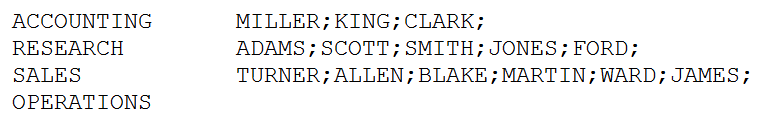 ACCOUNTING MILLER;KING;CLARK;
RESEARCH ADAMS;SCOTT;SMITH;JONES;FORD;
SALES TURNER;ALLEN;BLAKE;MARTIN;WARD;JAMES;
OPERATIONS